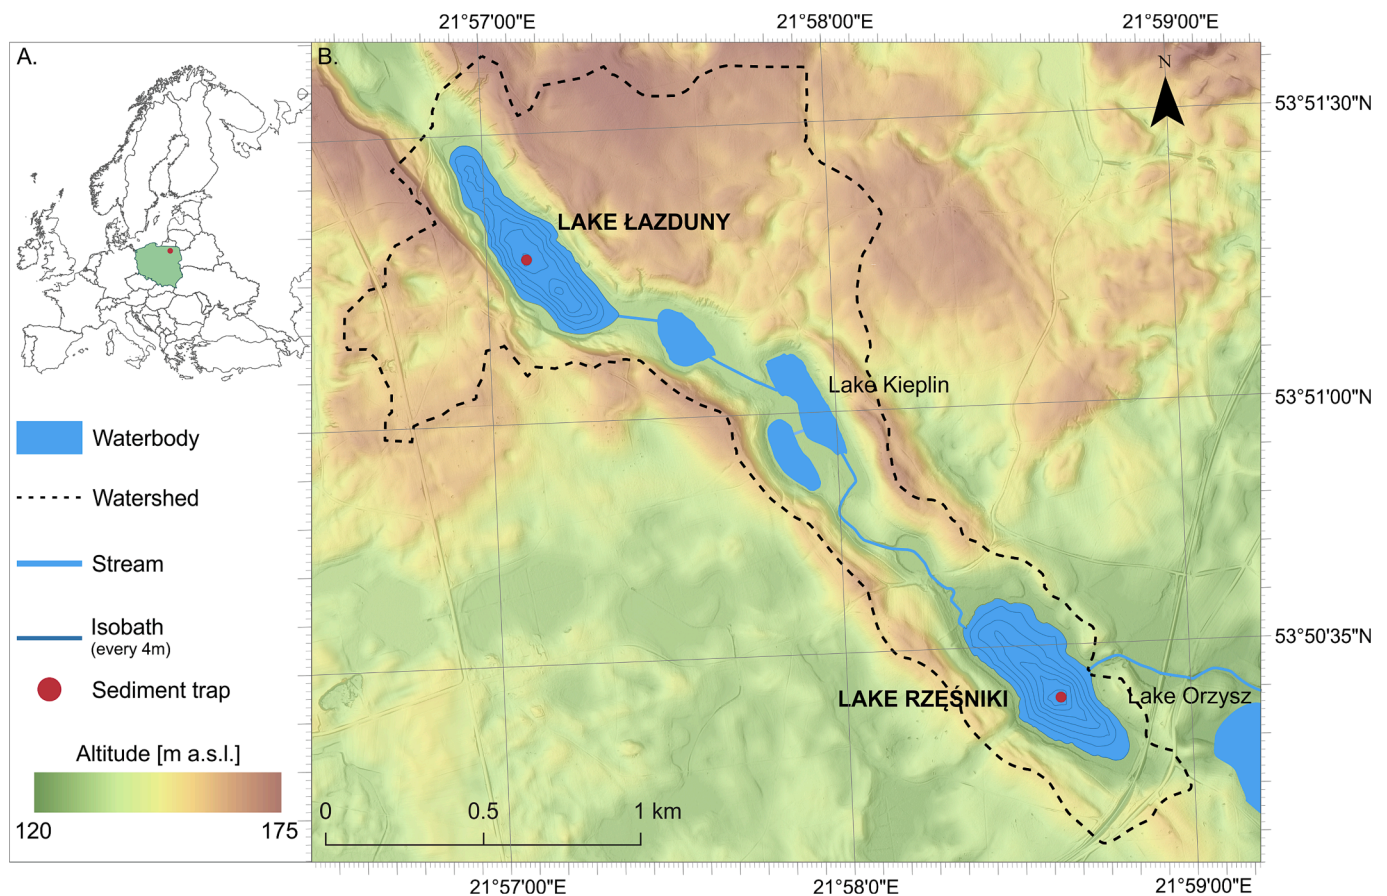 21°57'00"E
21°58'00"E
21°59'00"E
A.
B.
N
53°51'30"N
LAKE ŁAZDUNY
Lake Kieplin
53°51'00"N
Waterbody
Watershed
Stream
Isobath
(every 4m)
Sediment trap
53°50'35"N
LAKE RZĘŚNIKI
Lake Orzysz
Altitude [m a.s.l.]
120
175
0
0.5
1 km
21°57'00"E
21°58'0"E
21°59'00"E